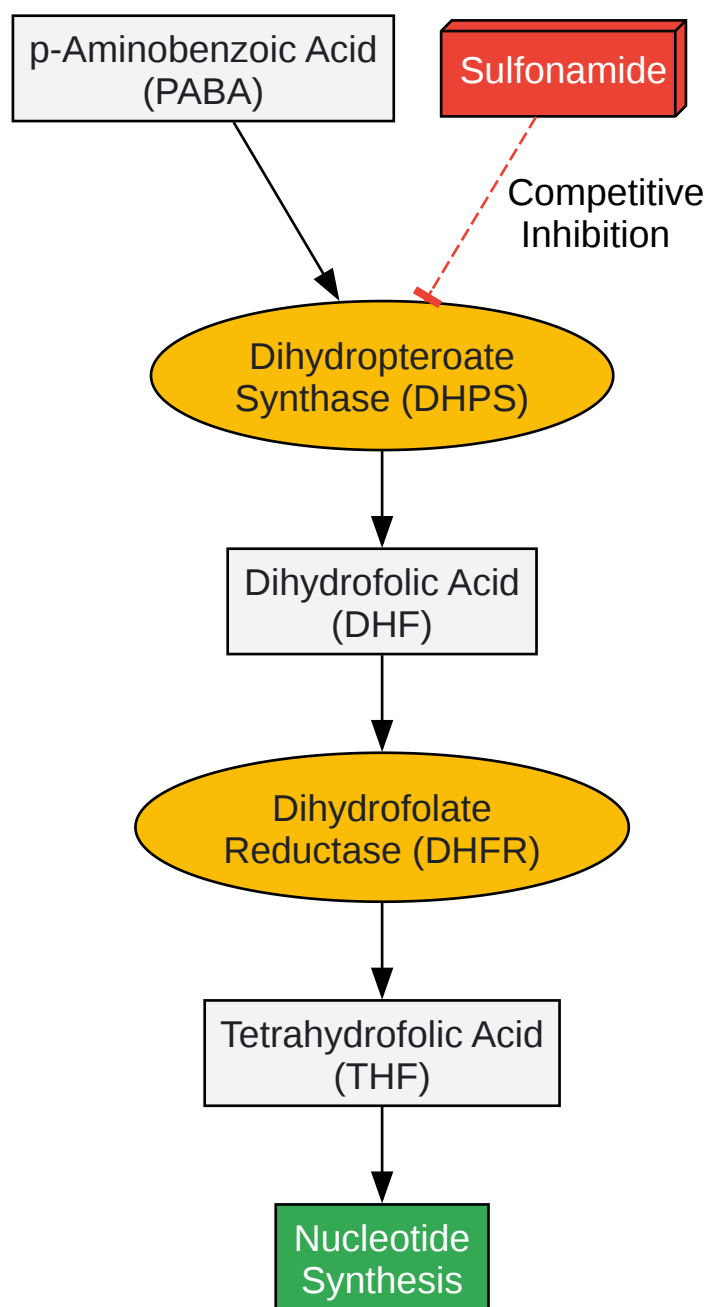 p-Aminobenzoic Acid
(PABA)
Sulfonamide
Competitive
Inhibition
Dihydropteroate
Synthase (DHPS)
Dihydrofolic Acid
(DHF)
Dihydrofolate
Reductase (DHFR)
Tetrahydrofolic Acid
(THF)
Nucleotide
Synthesis